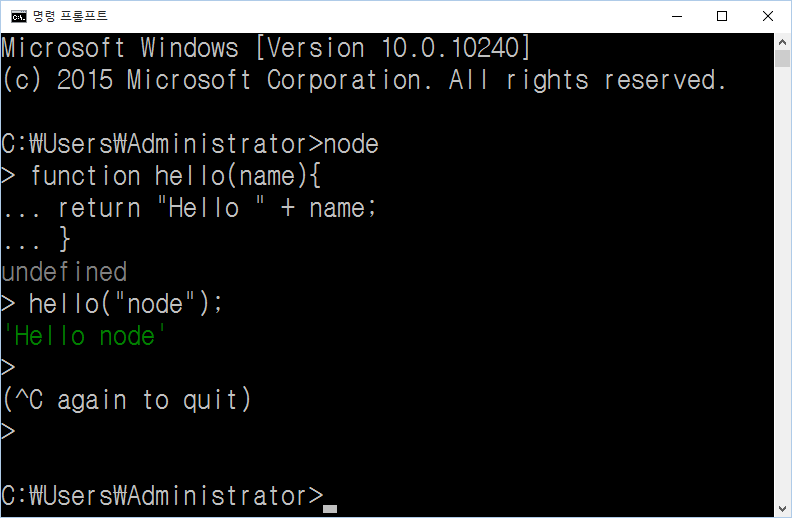 명령 프롬프트
Microsoft Windows [Version 10.0.10240]
(c) 2015 Microsoft Corporation. All rights reserved.
C:₩Users₩Administrator>node
> function hello(name){
... return "Hello " + name;
... }
undefined
> hello("node");
'Hello node'
>
(^C again to quit)
>
C:₩Users₩Administrator>